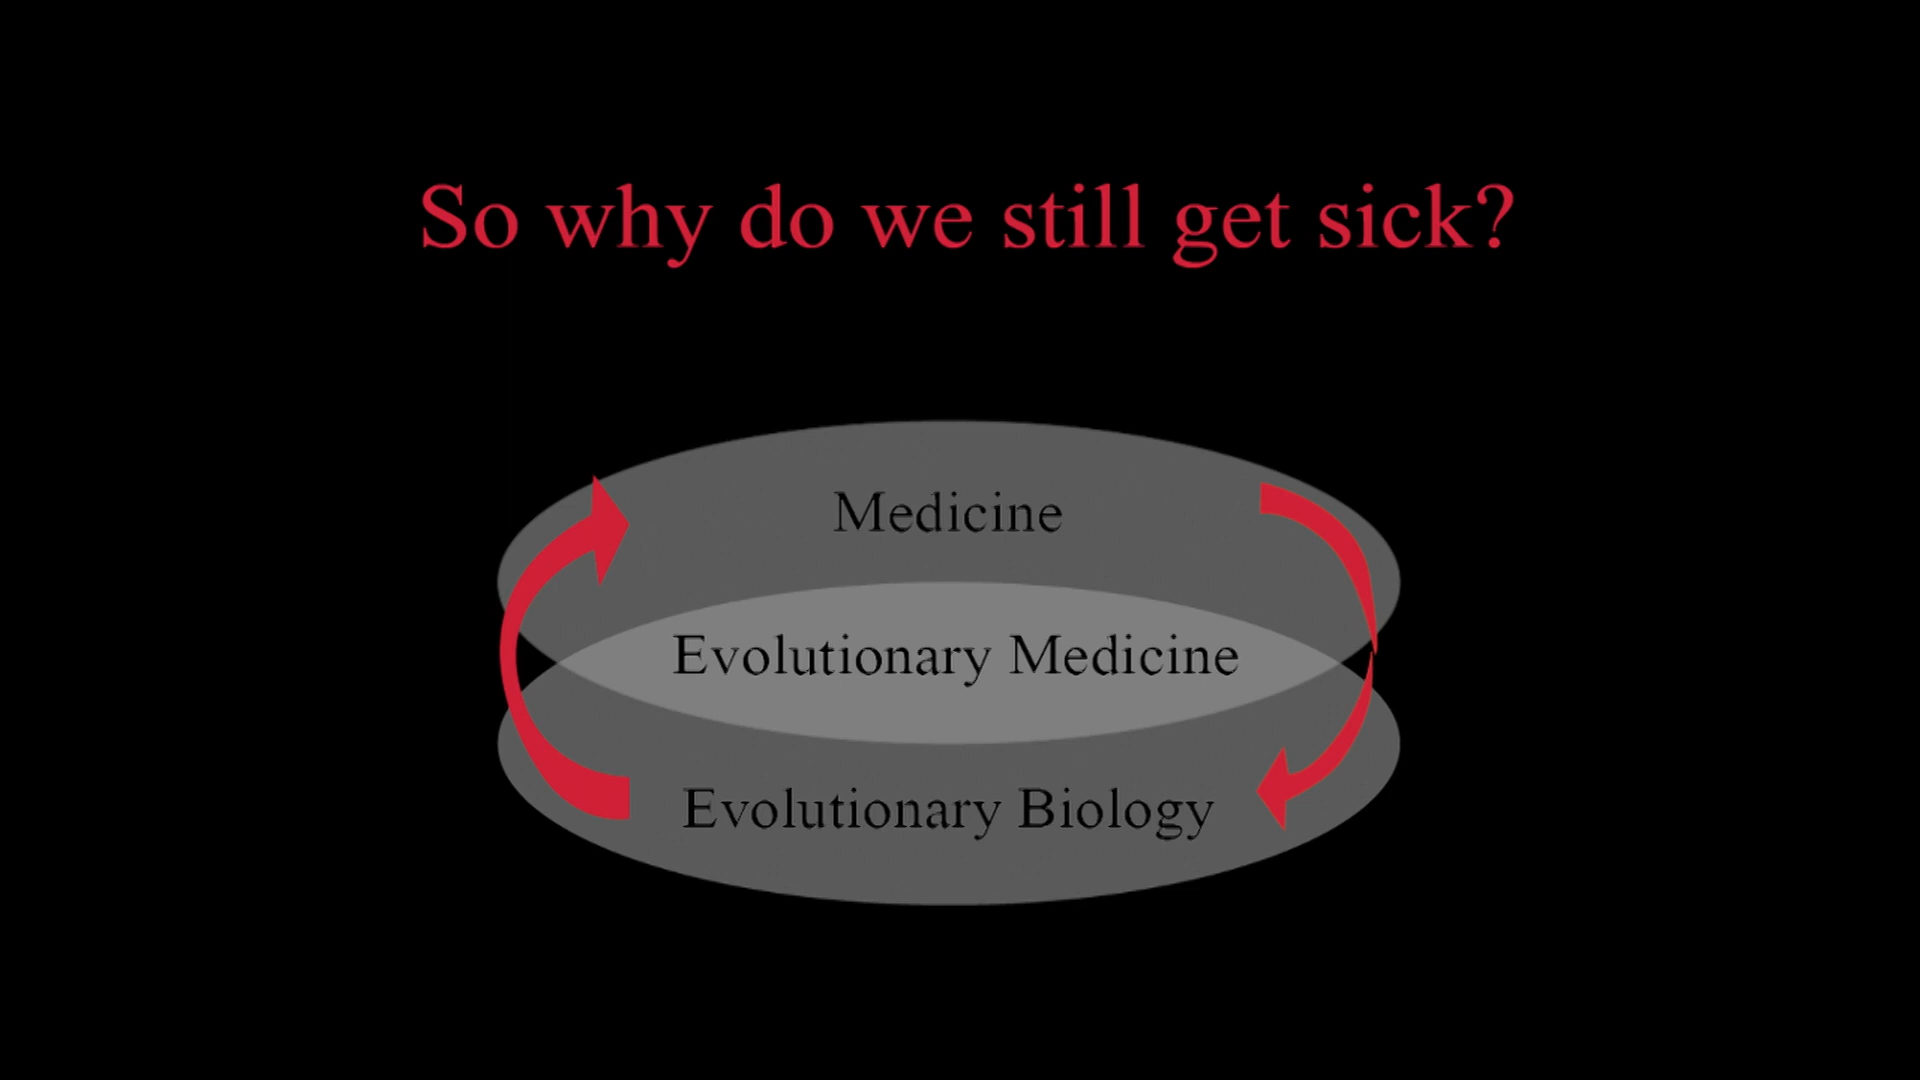 So why do we still get sick?
Medicine
Evolutionary Medicine
Evolutionary Biology